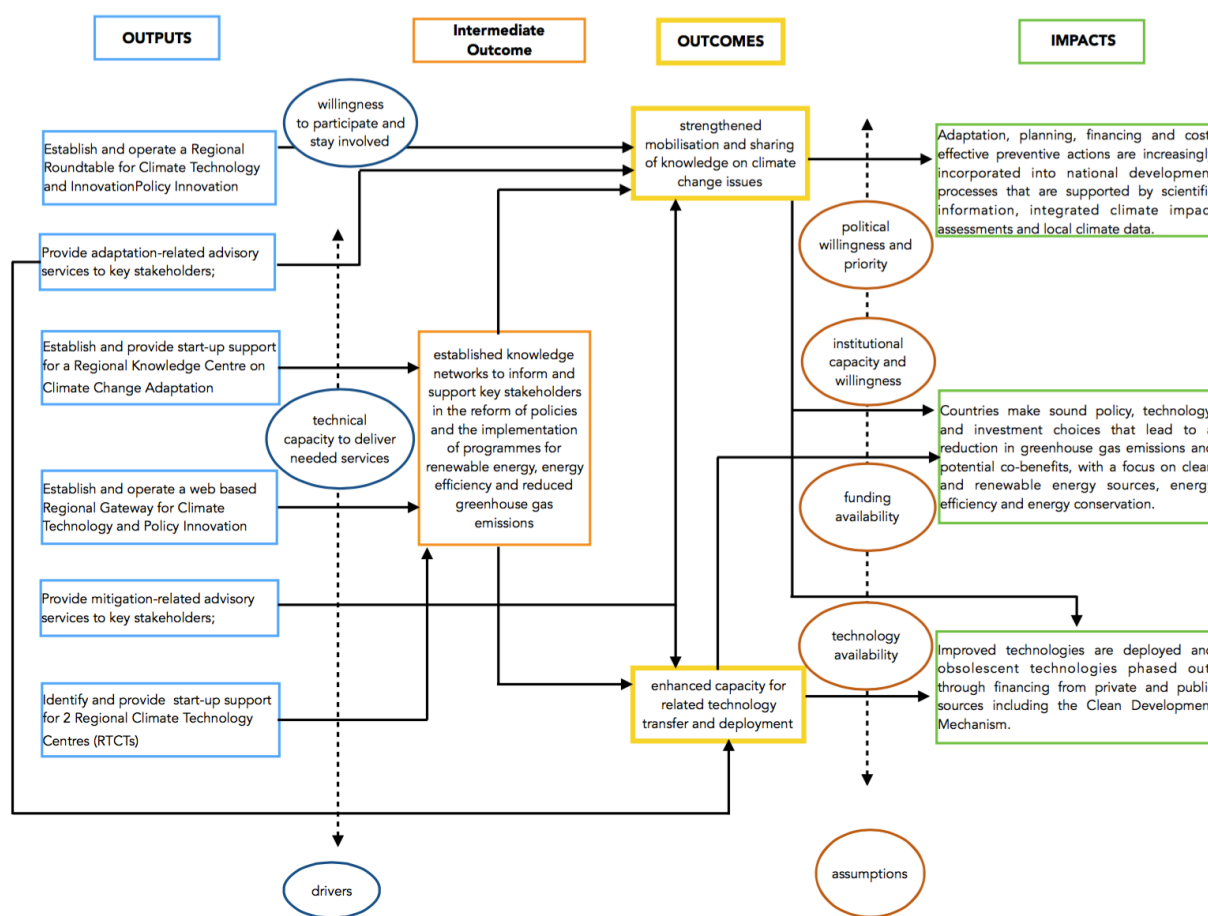 OUTPUTS
Intermediate
Outcome
OUTCOMES
IMPACTS
willingness
to participate and
stay involved
Establish and operate a Regional
Roundtable for Climate Technology
and InnovationPolicy Innovation
Provide adaptation-related advisory
services to key stakeholders;
Establish and provide start-up support
for a Regional Knowledge Centre on
Climate Change Adaptation
technical
capacity to deliver
needed services
Establish and operate a web based
Regional Gateway for Climate
Technology and Policy Innovation
Provide mitigation-related advisory
services to key stakeholders;
Identify and provide start-up support
for 2 Regional Climate Technology
Centres (RTCTs)
drivers
established knowledge
networks to inform and
support key stakeholders
in the reform of policies
and the implementation
of programmes for
renewable energy, energy
efficiency and reduced
greenhouse gas
emissions
strengthened
mobilisation and sharing
of knowledge on climate
change issues
enhanced capacity for
related technology
transfer and deployment
political
willingness and
priority
institutional
capacity and
willingness
funding
availability
technology
availability
assumptions
Adaptation, planning, financing and cost
effective preventive actions are increasingl
incorporated into national developmen
processes that are supported by scientifi
information, integrated climate impac
assessments and local climate data.
Countries make sound policy, technology
and investment choices that lead to
reduction in greenhouse gas emissions and
potential co-benefits, with a focus on clean
and renewable energy sources, energy
efficiency and energy conservation.
Improved technologies are deployed and
obsolescent technologies phased out
through financing from private and public
sources including the Clean Development
Mechanism.